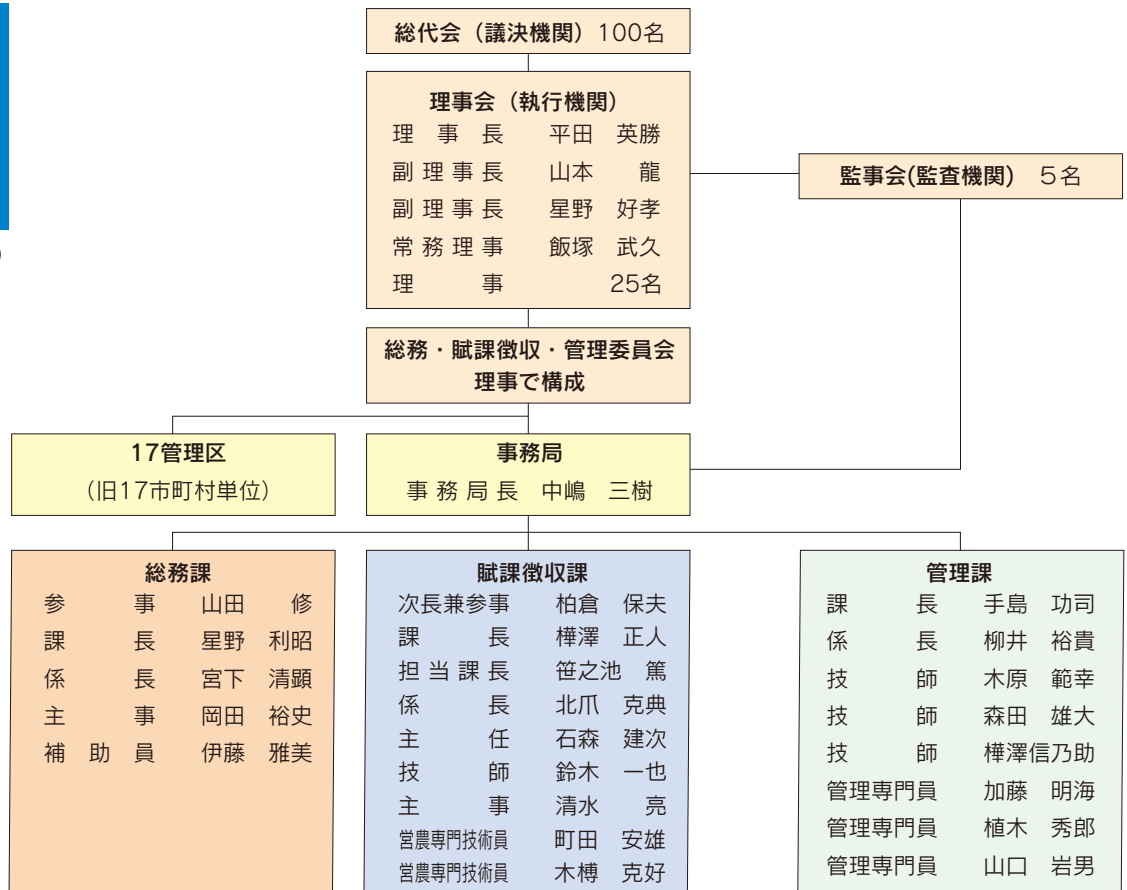 総代会（議決機関）100名
理事会（執行機関）
理事長 平田 英勝
副理事長 山本 龍
副理事長 星野 好孝
常務理事 飯塚 武久
理事 25名
監事会(監査機関) 5名
総務・賦課徴収・管理委員会
理事で構成
17管理区
（旧17市町村単位）
事務局
事務局長 中嶋 三樹
総務課
参事 山田 修
課長 星野 利昭
係長 宮下 清顕
主事 岡田 裕史
補助員 伊藤 雅美
賦課徴収課
次長兼参事 柏倉 保夫
課長 樺澤 正人
担当課長 笹之池 篤
係長 北爪 克典
主任 石森 建次
技師 鈴木 一也
主事 清水 亮
営農専門技術員 町田 安雄
営農専門技術員 木榑 克好
管理課
課長 手島 功司
係長 柳井 裕貴
技師 木原 範幸
技師 森田 雄大
技師 樺澤信乃助
管理専門員 加藤 明海
管理専門員 植木 秀郎
管理専門員 山口 岩男